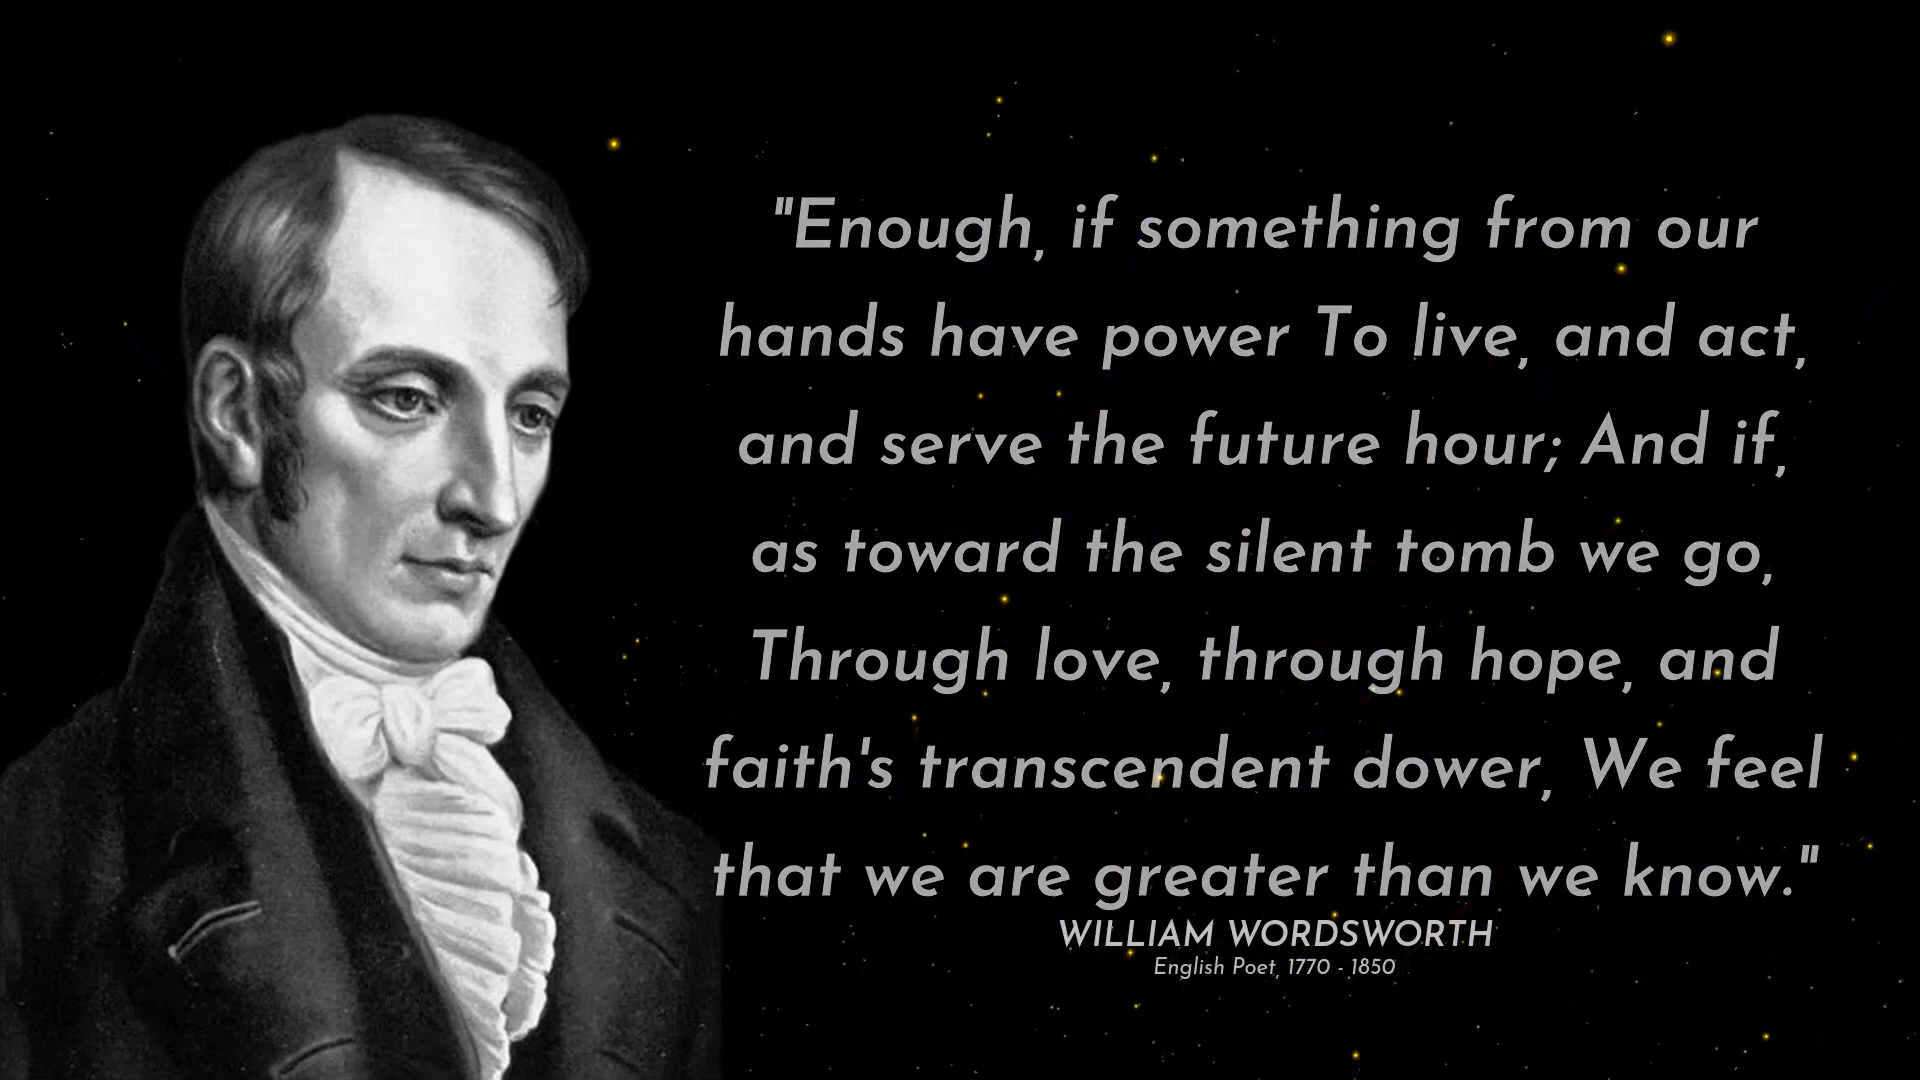 "Enough, if something from our
hands have power To live, and act,
and serve the future hour; And if,
as toward the silent tomb we go,
Through love, through hope, and
faith's transcendent dower, We feel
that we are greater than we know."
WILLIAM WORDSWORTH
English Poet, 1770 - 1850